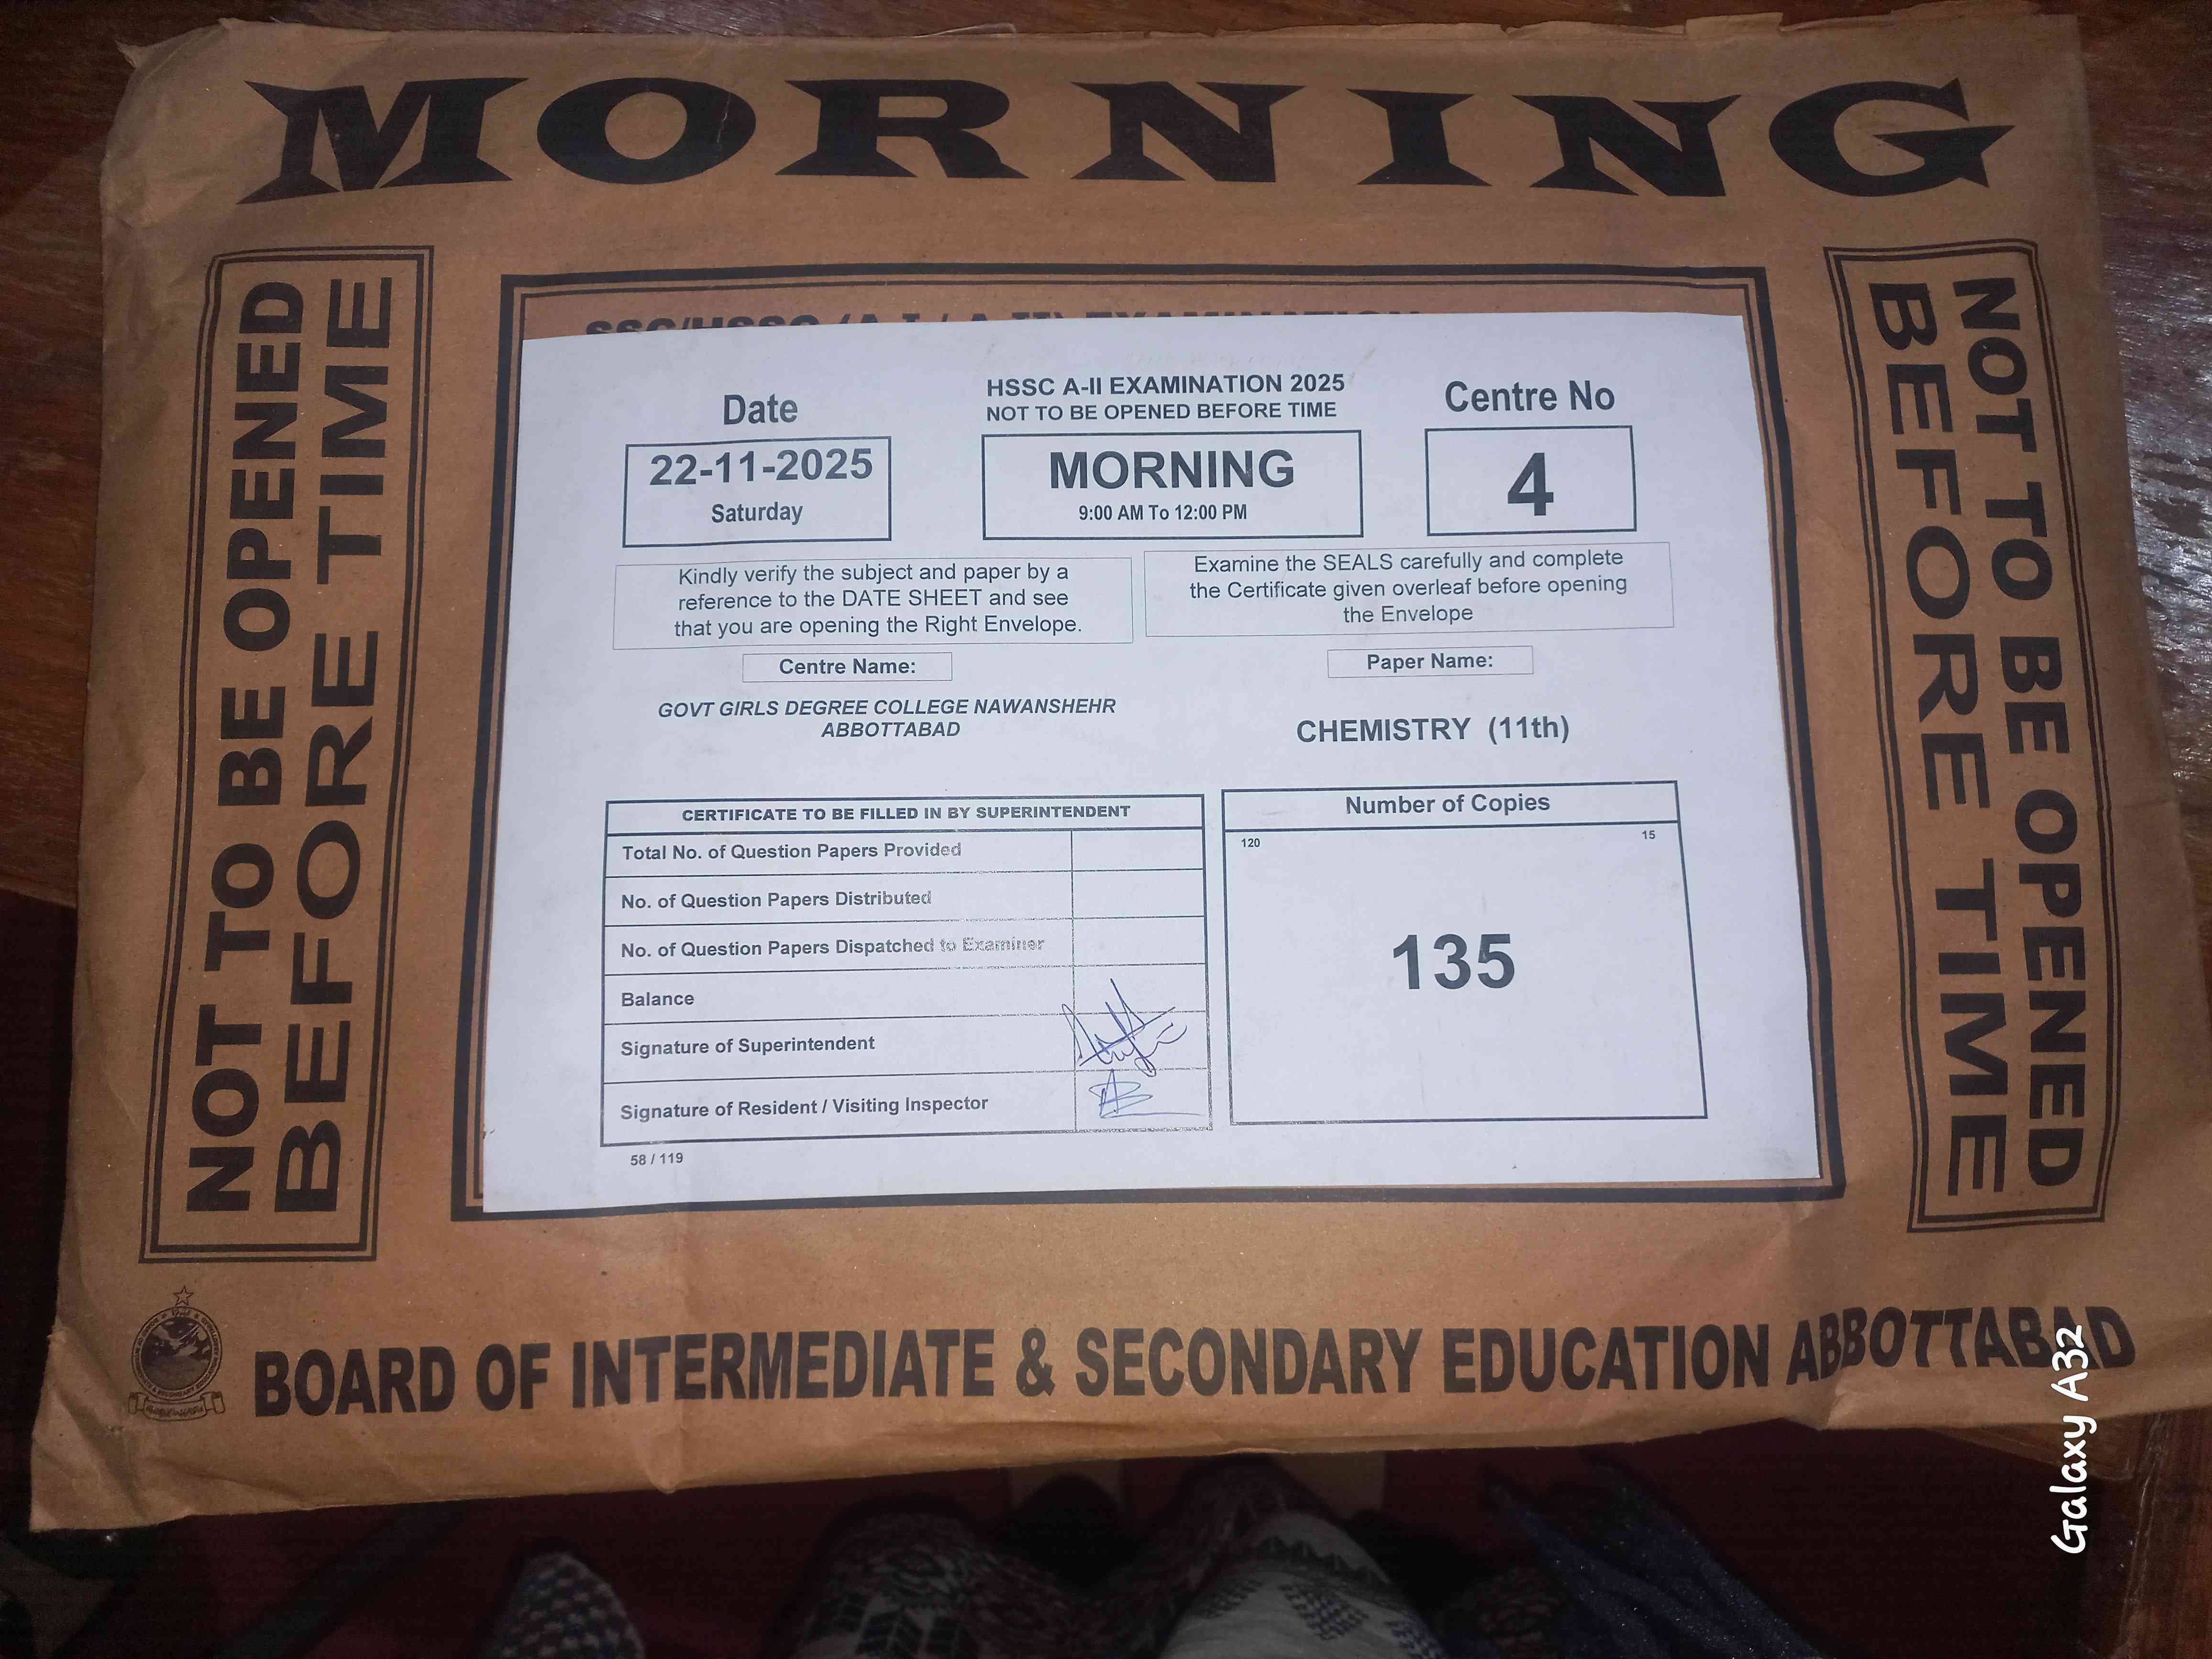 MORNING
NOT TO BE OPENED
BEFORE TIME
NOT TO BE OPENED
BEFORE TIME
SSC/HSSC (A-I / A-II) EXAMINATION
Date
22-11-2025
Saturday
HSSC A-II EXAMINATION 2025
NOT TO BE OPENED BEFORE TIME
MORNING
9:00 AM To 12:00 PM
Centre No
4
Kindly verify the subject and paper by a
reference to the DATE SHEET and see
that you are opening the Right Envelope.
Examine the SEALS carefully and complete
the Certificate given overleaf before opening
the Envelope
Centre Name:
GOVT GIRLS DEGREE COLLEGE NAWANSHEHR
ABBOTTABAD
Paper Name:
CHEMISTRY (11th)
CERTIFICATE TO BE FILLED IN BY SUPERINTENDENT
Total No. of Question Papers Provided
No. of Question Papers Distributed
No. of Question Papers Dispatched to Examiner
Balance
Signature of Superintendent
Signature of Resident / Visiting Inspector
Number of Copies
120
15
135
58 / 119
BOARD OF INTERMEDIATE & SECONDARY EDUCATION ABBOTTABAD
Galaxy A32